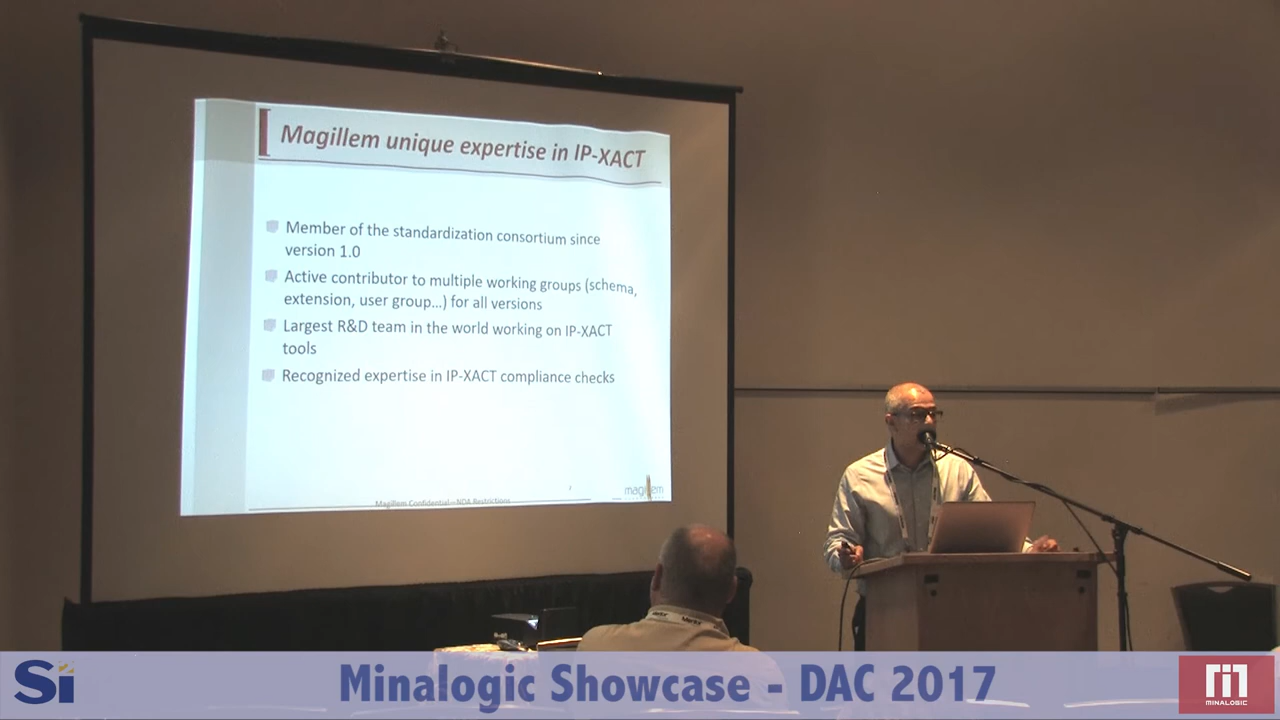 Magillem unique expertise in IP-XACT
Member of the standardization consortium since
version 1.0
Active contributor to multiple working groups (schema,
extension, user group...) for all versions
Largest R&D team in the world working on IP-XACT
tools
Recognized expertise in IP-XACT compliance checks
Magillem Confidential – NDA Restrictions
magillem
Si2
Minalogic Showcase - DAC 2017
MINALOGIC